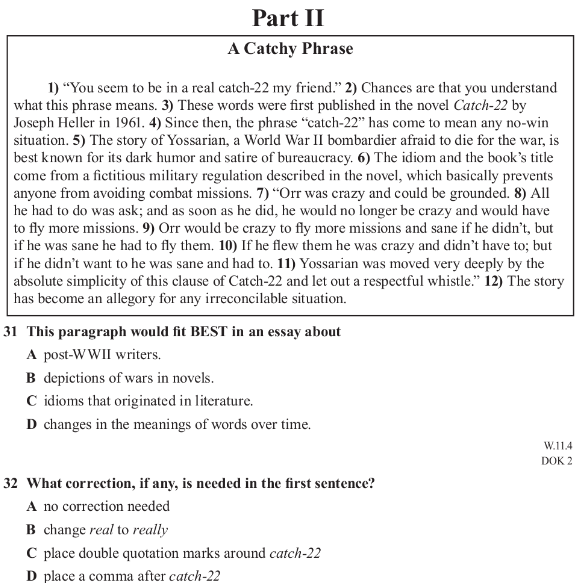 Part II
A Catchy Phrase
1) “You seem to be in a real catch-22 my friend.” 2) Chances are that you understand
what this phrase means. 3) These words were first published in the novel Catch-22 by
Joseph Heller in 1961. 4) Since then, the phrase “catch-22” has come to mean any no-win
situation. 5) The story of Yossarian, a World War II bombardier afraid to die for the war, is
best known for its dark humor and satire of bureaucracy. 6) The idiom and the book’s title
come from a fictitious military regulation described in the novel, which basically prevents
anyone from avoiding combat missions. 7) “Orr was crazy and could be grounded. 8) All
he had to do was ask; and as soon as he did, he would no longer be crazy and would have
to fly more missions. 9) Orr would be crazy to fly more missions and sane if he didn’t, but
if he was sane he had to fly them. 10) If he flew them he was crazy and didn’t have to; but
if he didn’t want to he was sane and had to. 11) Yossarian was moved very deeply by the
absolute simplicity of this clause of Catch-22 and let out a respectful whistle.” 12) The story
has become an allegory for any irreconcilable situation.
31 This paragraph would fit BEST in an essay about
A post-WWII writers.
B depictions of wars in novels.
C idioms that originated in literature.
D changes in the meanings of words over time.
W.11.4
DOK 2
32 What correction, if any, is needed in the first sentence?
A no correction needed
B change real to really
C place double quotation marks around catch-22
D place a comma after catch-22